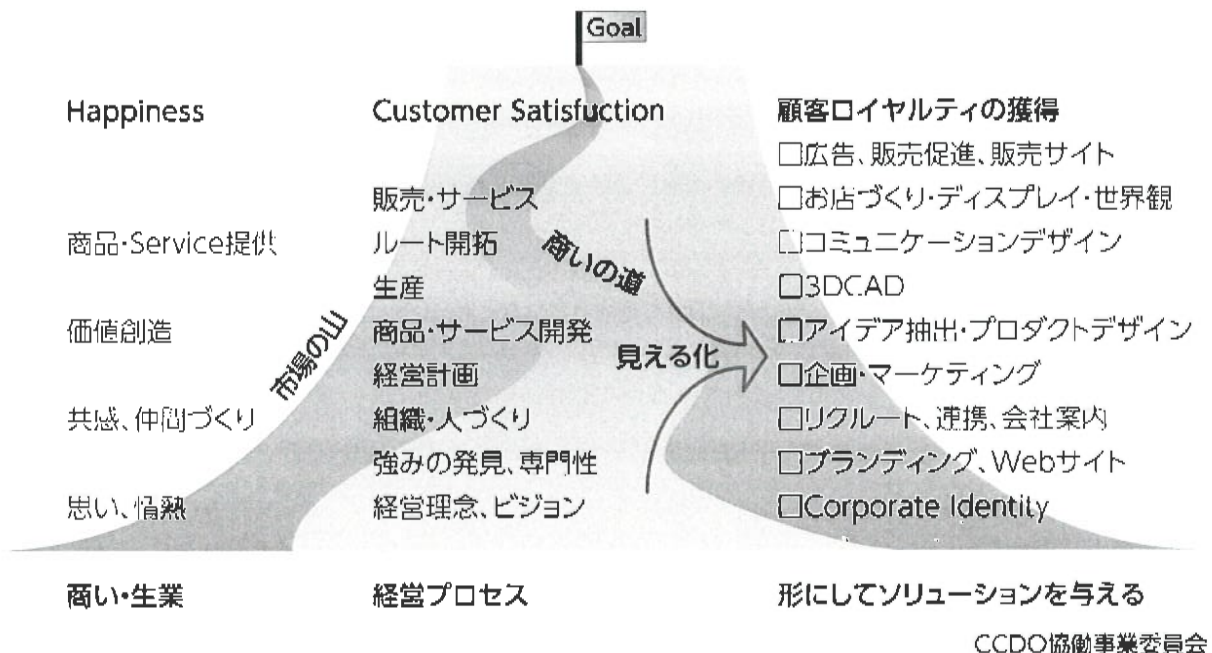 Goal
Happiness
Customer Satisfuction
顧客ロイヤルティの獲得
□広告、販売促進、販売サイト
販売・サービス
□お店づくり・ディスプレイ・世界観
商品・Service提供
ルート開拓
商いの道
□コミュニケーションデザイン
生産
□3DCAD
価値創造
市場の山
商品・サービス開発
見える化
□アイデア抽出・プロダクトデザイン
経営計画
□企画・マーケティング
共感、仲間づくり
組織・人づくり
□リクルート、連携、会社案内
強みの発見、専門性
□ブランディング、Webサイト
思い、情熱
経営理念、ビジョン
□Corporate Identity
商い・生業
経営プロセス
形にしてソリューションを与える
CCDO協働事業委員会